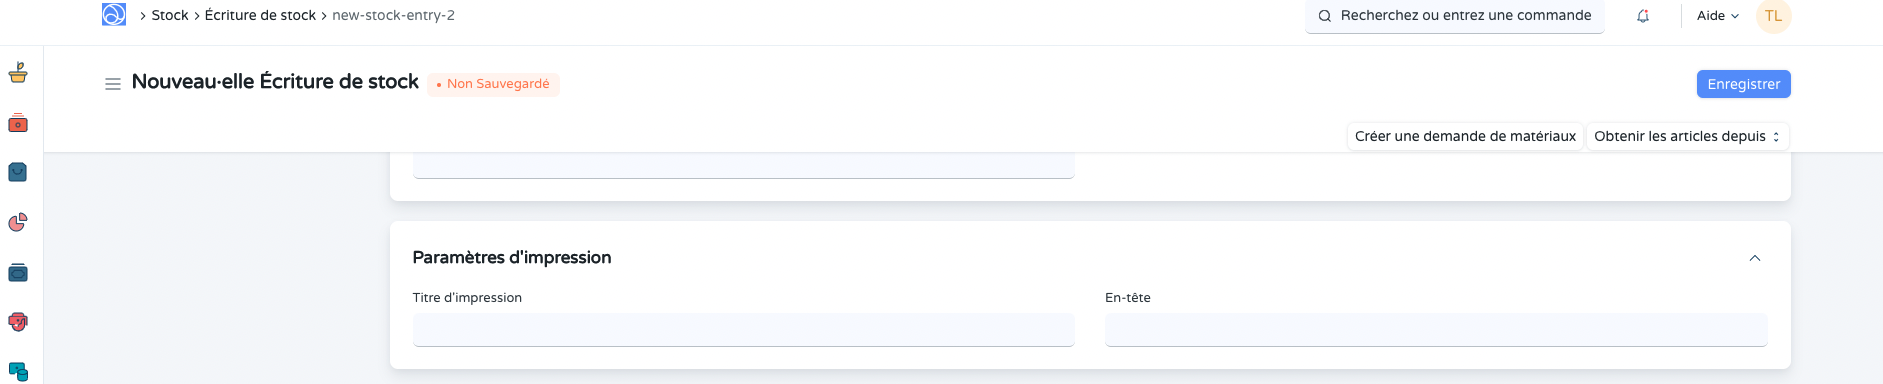 Stock Écriture de stock new-stock-entry-2
Recherchez ou entrez une commande
Aide
TL
Nouveau·elle Écriture de stock
Non Sauvegardé
Enregistrer
Créer une demande de matériaux
Obtenir les articles depuis
Paramètres d'impression
Titre d'impression
En-tête